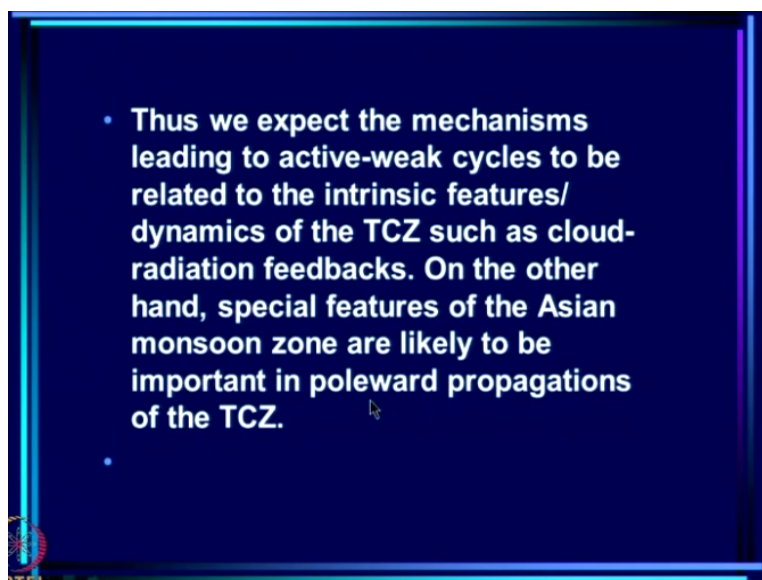 • Thus we expect the mechanisms
leading to active-weak cycles to be
related to the intrinsic features/
dynamics of the TCZ such as cloud-
radiation feedbacks. On the other
hand, special features of the Asian
monsoon zone are likely to be
important in poleward propagations
of the TCZ.
•